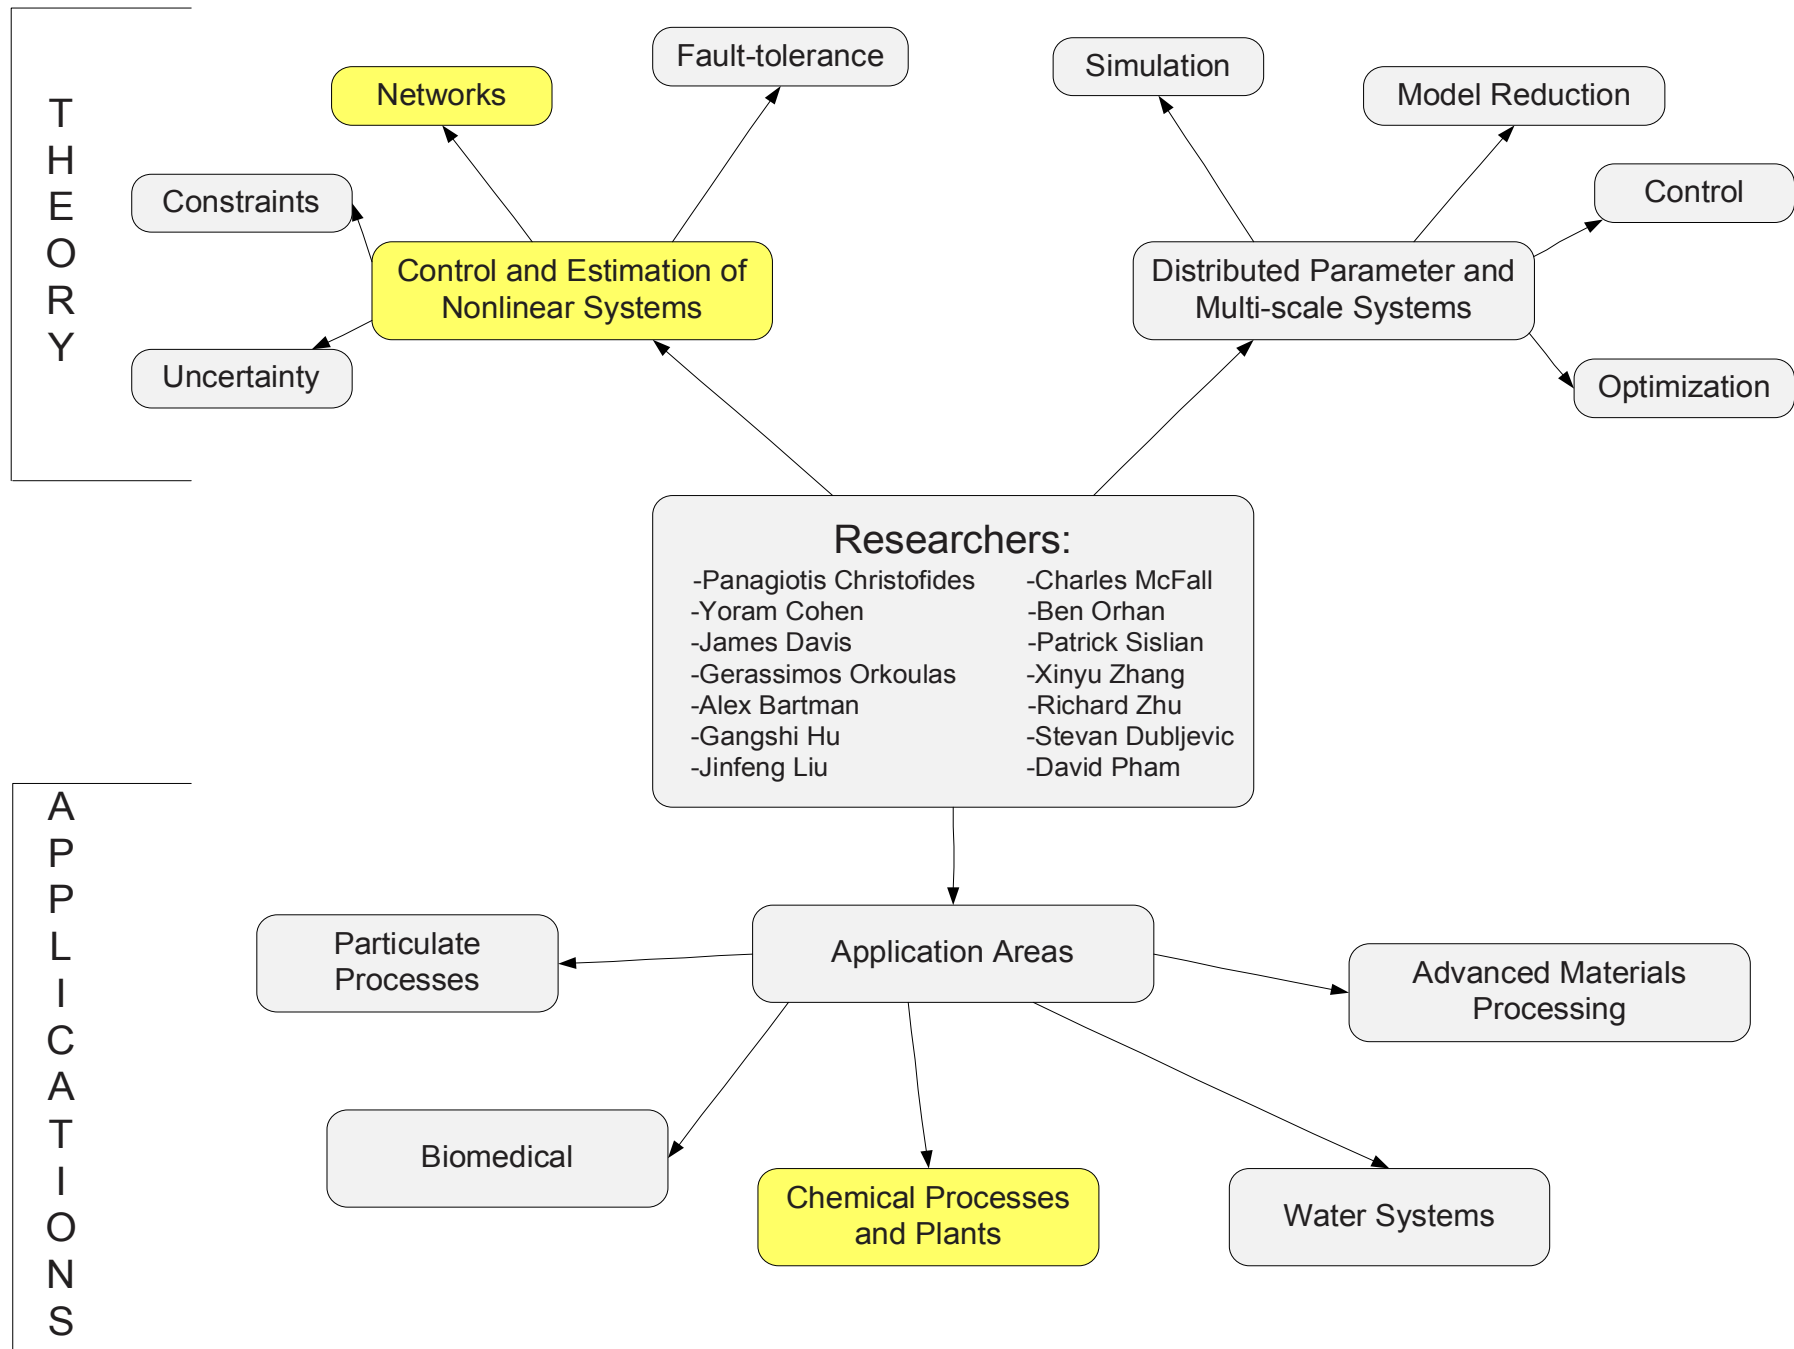 THEORY
Fault-tolerance
Networks
Constraints
Control and Estimation of
Nonlinear Systems
Uncertainty
Simulation
Model Reduction
Control
Distributed Parameter and
Multi-scale Systems
Optimization
Researchers:
-Panagiotis Christofides
-Yoram Cohen
-James Davis
-Gerassimos Orkoulas
-Alex Bartman
-Gangshi Hu
-Jinfeng Liu
-Charles McFall
-Ben Orhan
-Patrick Sislian
-Xinyu Zhang
-Richard Zhu
-Stevan Dubljevic
-David Pham
APPLICATIONS
Application Areas
Particulate
Processes
Advanced Materials
Processing
Biomedical
Chemical Processes
and Plants
Water Systems